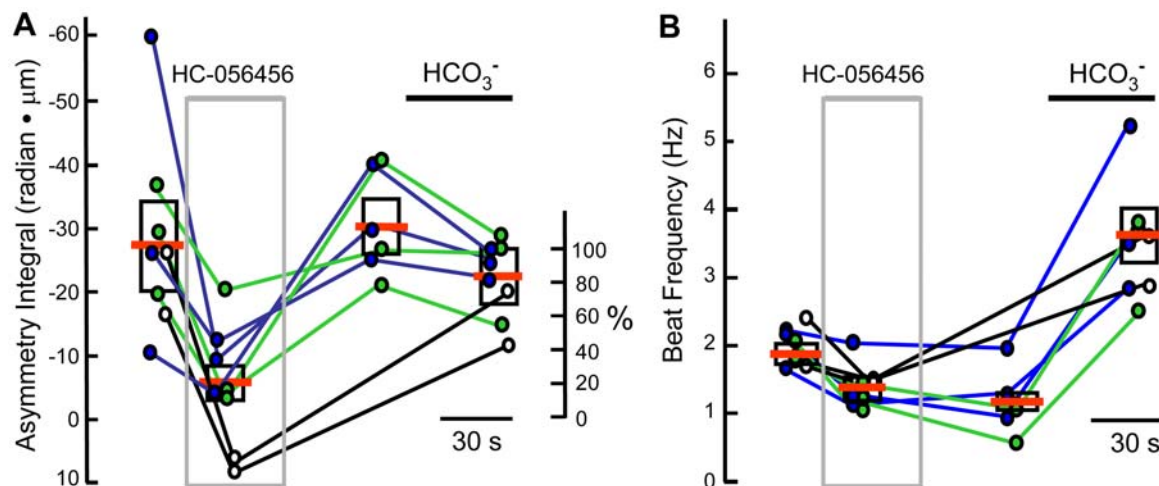 A
Asymmetry Integral (radian • μm)
-60
-50
-40
-30
-20
-10
0
10
HC-056456
HCO₃⁻
100
80
60
40
20
0
%
30 s
B
Beat Frequency (Hz)
6
5
4
3
2
1
0
HC-056456
HCO₃⁻
30 s